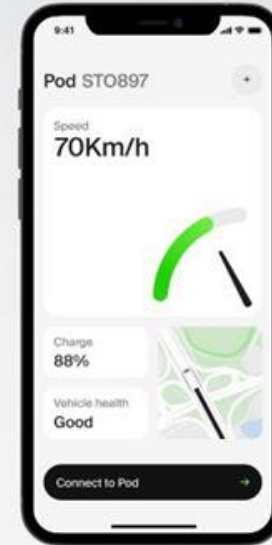 9:41
Pod STO897
+
Speed
70Km/h
Charge
88%
Vehicle health
Good
Connect to Pod →